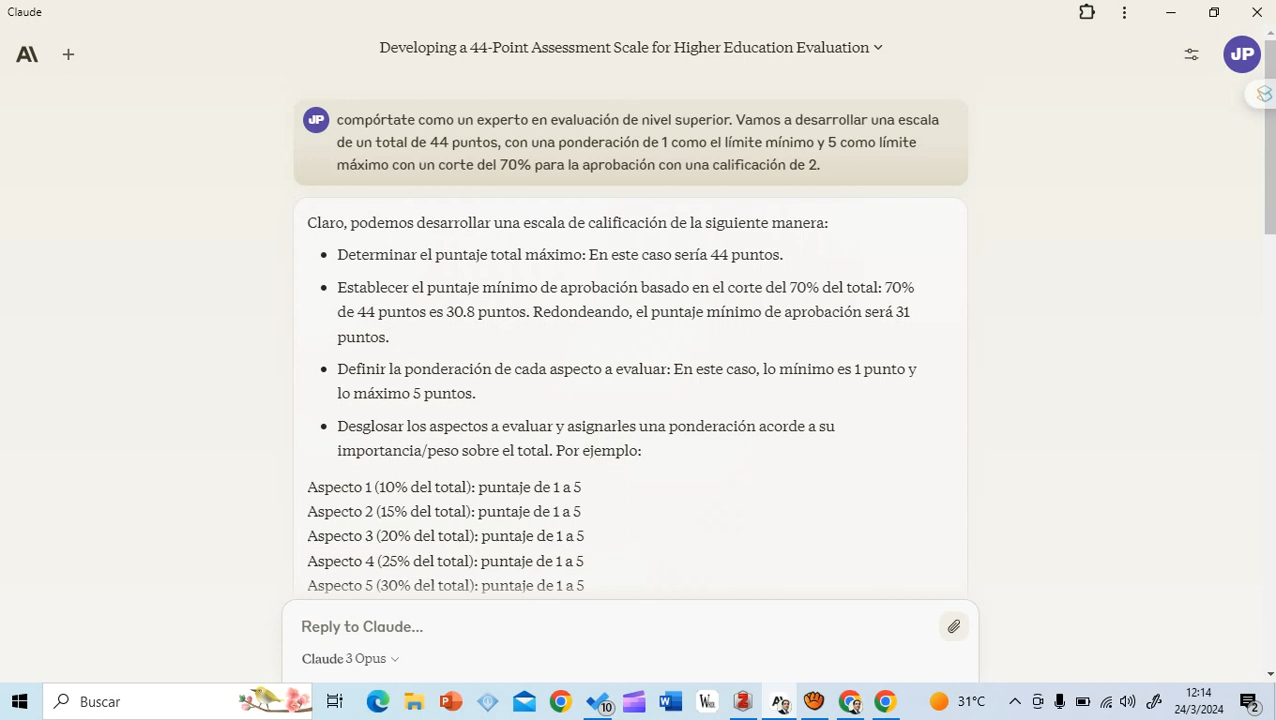 Claude
Developing a 44-Point Assessment Scale for Higher Education Evaluation
JP
JP
compórtate como un experto en evaluación de nivel superior. Vamos a desarrollar una escala
de un total de 44 puntos, con una ponderación de 1 como el límite mínimo y 5 como límite
máximo con un corte del 70% para la aprobación con una calificación de 2.
Claro, podemos desarrollar una escala de calificación de la siguiente manera:
• Determinar el puntaje total máximo: En este caso sería 44 puntos.
• Establecer el puntaje mínimo de aprobación basado en el corte del 70% del total: 70%
de 44 puntos es 30.8 puntos. Redondeando, el puntaje mínimo de aprobación será 31
puntos.
• Definir la ponderación de cada aspecto a evaluar: En este caso, lo mínimo es 1 punto y
lo máximo 5 puntos.
• Desglosar los aspectos a evaluar y asignarles una ponderación acorde a su
importancia/peso sobre el total. Por ejemplo:
Aspecto 1 (10% del total): puntaje de 1 a 5
Aspecto 2 (15% del total): puntaje de 1 a 5
Aspecto 3 (20% del total): puntaje de 1 a 5
Aspecto 4 (25% del total): puntaje de 1 a 5
Aspecto 5 (30% del total): puntaje de 1 a 5
Reply to Claude...
Claude 3 Opus
Buscar
10
31°C
12:14
24/3/2024
2